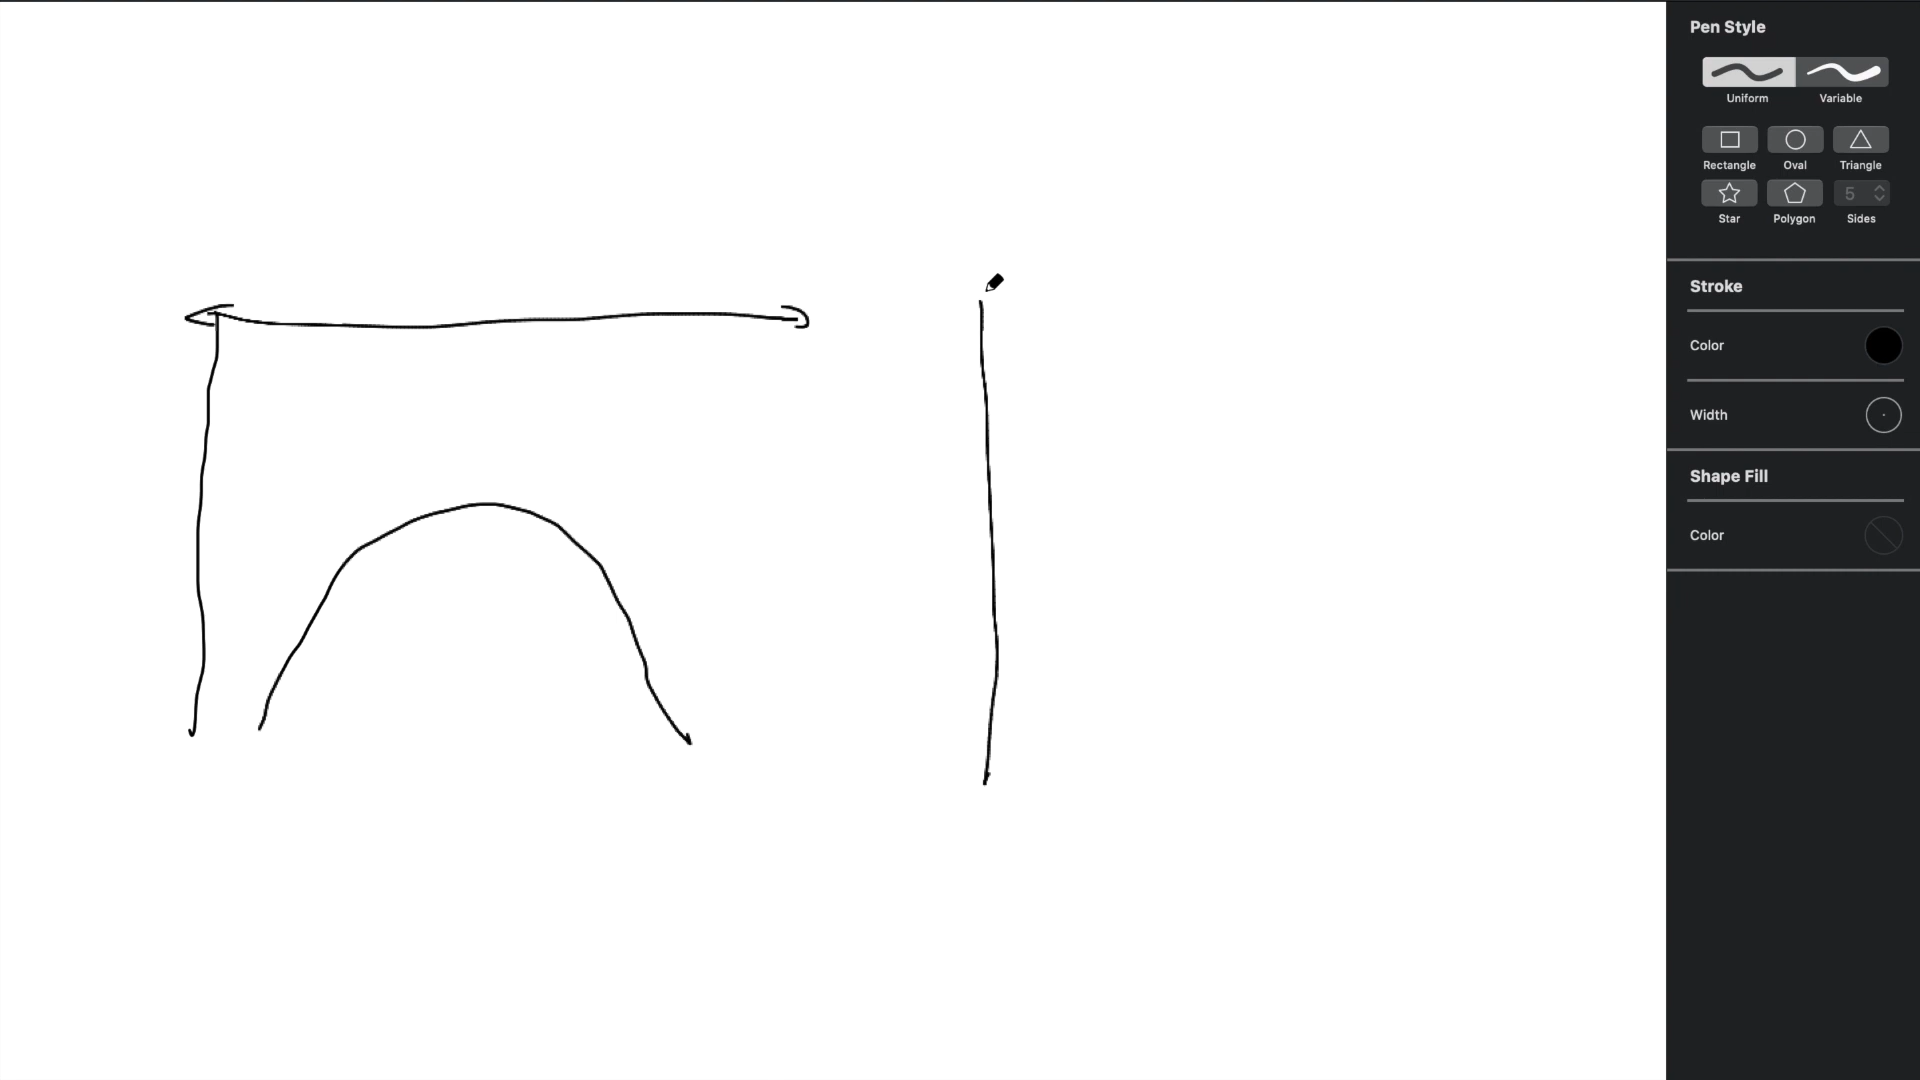 Pen Style
Uniform Variable
Rectangle Oval Triangle
5
Star Polygon Sides
Stroke
Color
Width
Shape Fill
Color